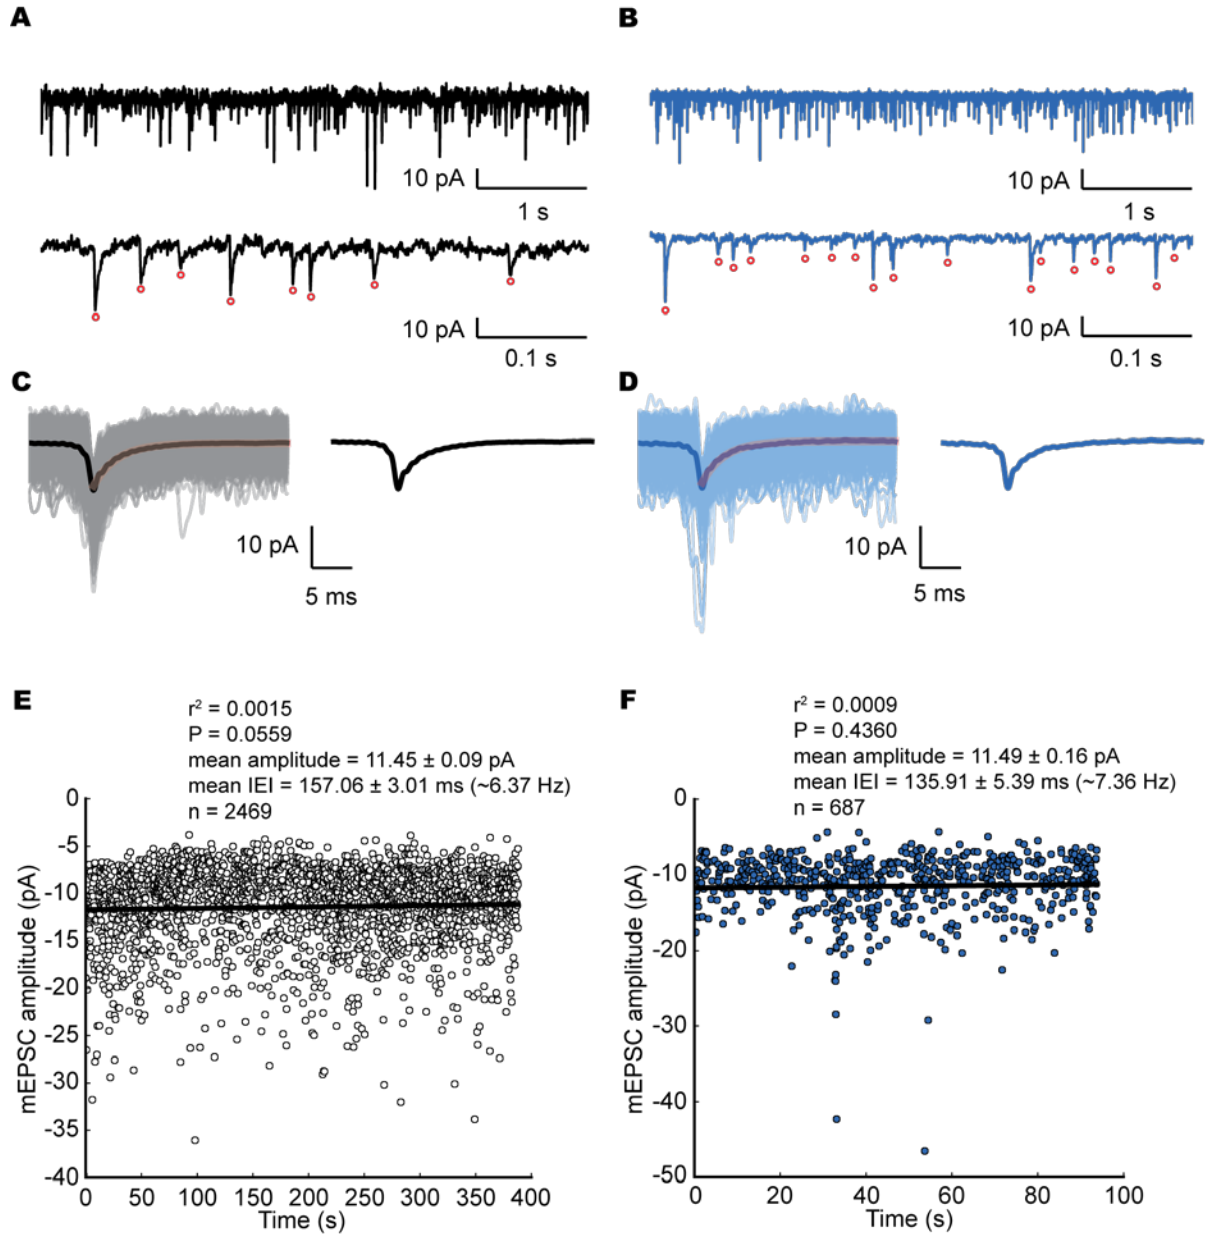 A
B
10 pA
1 s
10 pA
1 s
10 pA
0.1 s
10 pA
0.1 s
C
D
10 pA
5 ms
10 pA
5 ms
E
r² = 0.0015
P = 0.0559
mean amplitude = 11.45 ± 0.09 pA
mean IEI = 157.06 ± 3.01 ms (~6.37 Hz)
n = 2469
0
-5
-10
-15
-20
-25
-30
-35
-40
mEPSC amplitude (pA)
0 50 100 150 200 250 300 350 400
Time (s)
F
r² = 0.0009
P = 0.4360
mean amplitude = 11.49 ± 0.16 pA
mean IEI = 135.91 ± 5.39 ms (~7.36 Hz)
n = 687
0
-10
-20
-30
-40
-50
mEPSC amplitude (pA)
0 20 40 60 80 100
Time (s)